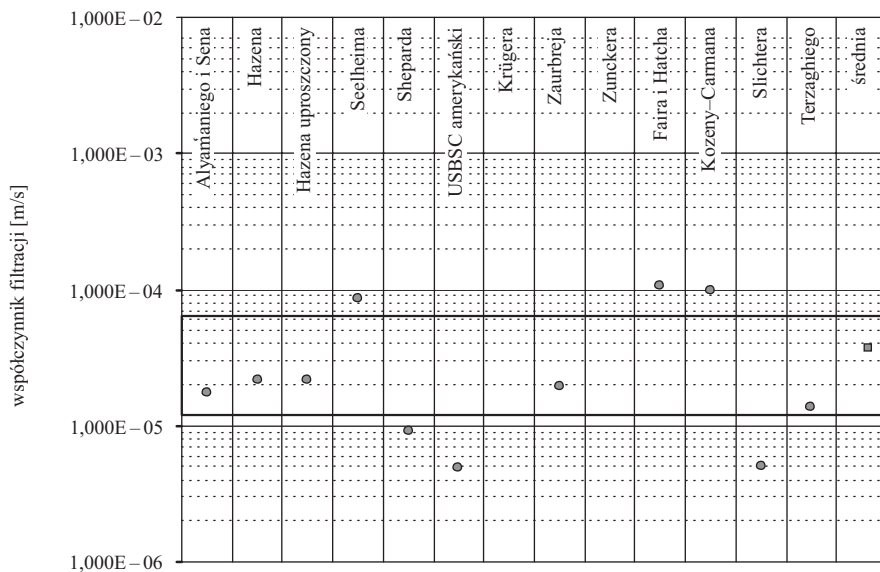 współczynnik filtracji [m/s]
1,000E–02
1,000E–03
1,000E–04
1,000E–05
1,000E–06
Alyamaniego i Sena
Hazena
Hazena uproszczony
Seelheima
Sheparda
USBSC amerykański
Krügera
Zaurbreja
Zunckera
Faira i Hatcha
Kozeny–Carmana
Slichtera
Terzaghiego
średnia